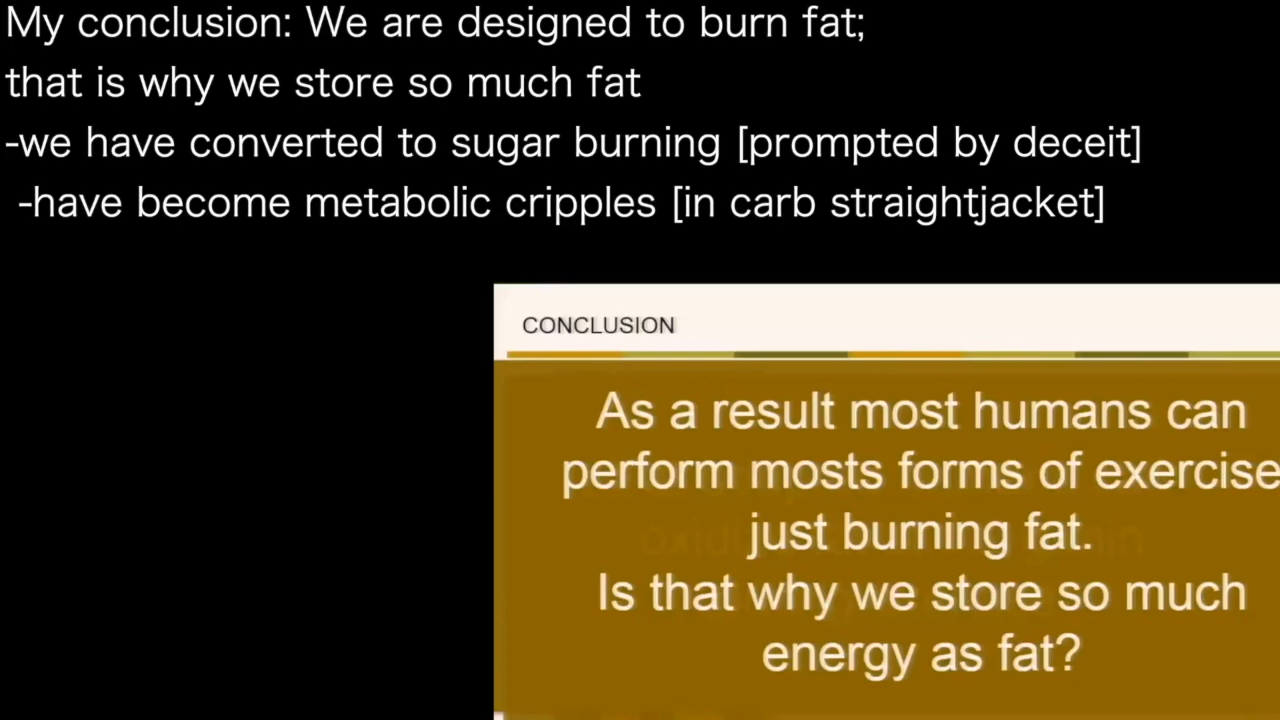 My conclusion: We are designed to burn fat;
that is why we store so much fat
-we have converted to sugar burning [prompted by deceit]
-have become metabolic cripples [in carb straightjacket]
CONCLUSION
As a result most humans can
perform mosts forms of exercise
just burning fat.
Is that why we store so much
energy as fat?